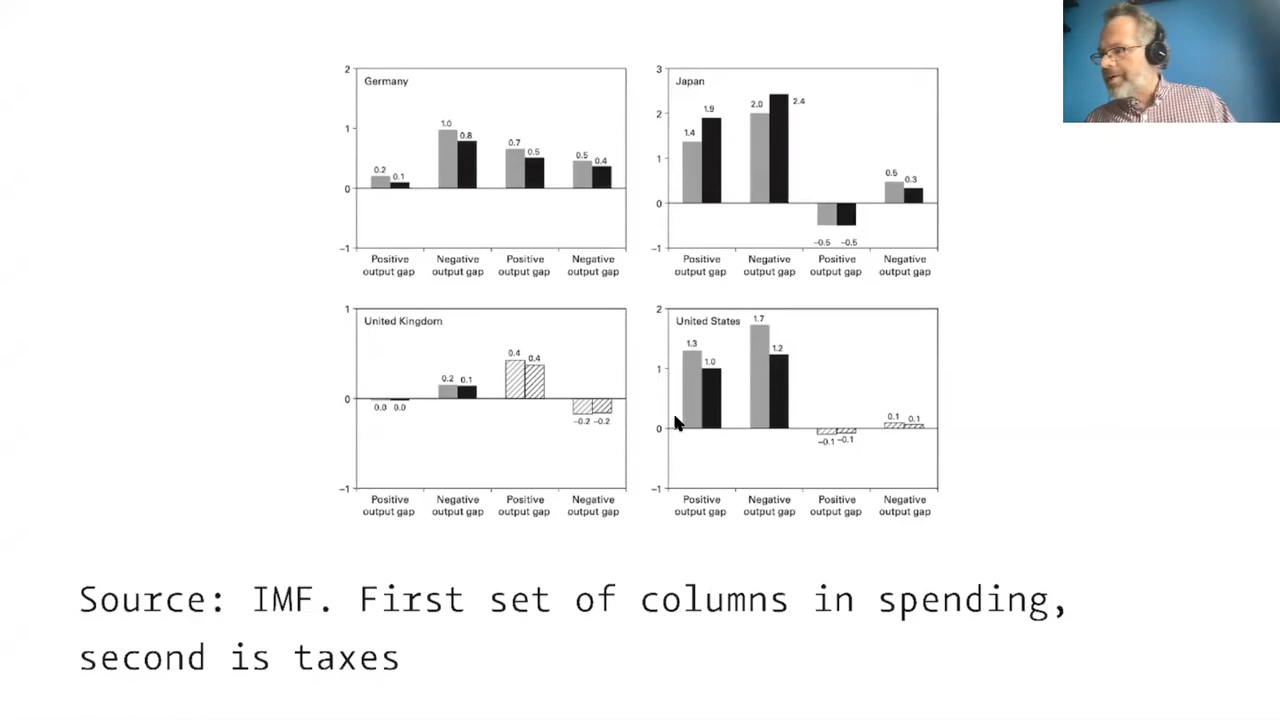 Germany
2
1
0
−1
0.2
0.1
1.0
0.8
0.7
0.5
0.5
0.4
Positive
output gap
Negative
output gap
Positive
output gap
Negative
output gap
Japan
3
2
1
0
−1
1.4
1.9
2.0
2.4
−0.5
−0.5
0.5
0.3
Positive
output gap
Negative
output gap
Positive
output gap
Negative
output gap
United Kingdom
1
0
−1
0.0
0.0
0.2
0.1
0.4
0.4
−0.2
−0.2
Positive
output gap
Negative
output gap
Positive
output gap
Negative
output gap
United States
2
1
0
−1
1.3
1.0
1.7
1.2
−0.1
−0.1
0.1
0.1
Positive
output gap
Negative
output gap
Positive
output gap
Negative
output gap
Source: IMF. First set of columns in spending,
second is taxes